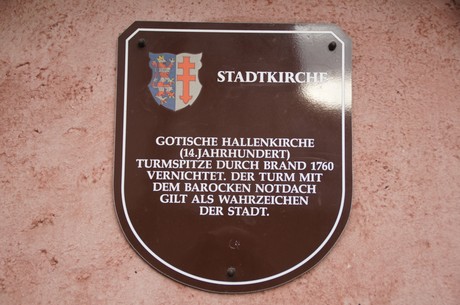 STADTKIRCHE
GOTISCHE HALLENKIRCHE
(14.JAHRHUNDERT)
TURMSPITZE DURCH BRAND 1760
VERNICHTET. DER TURM MIT
DEM BAROCKEN NOTDACH
GILT ALS WAHRZEICHEN
DER STADT.